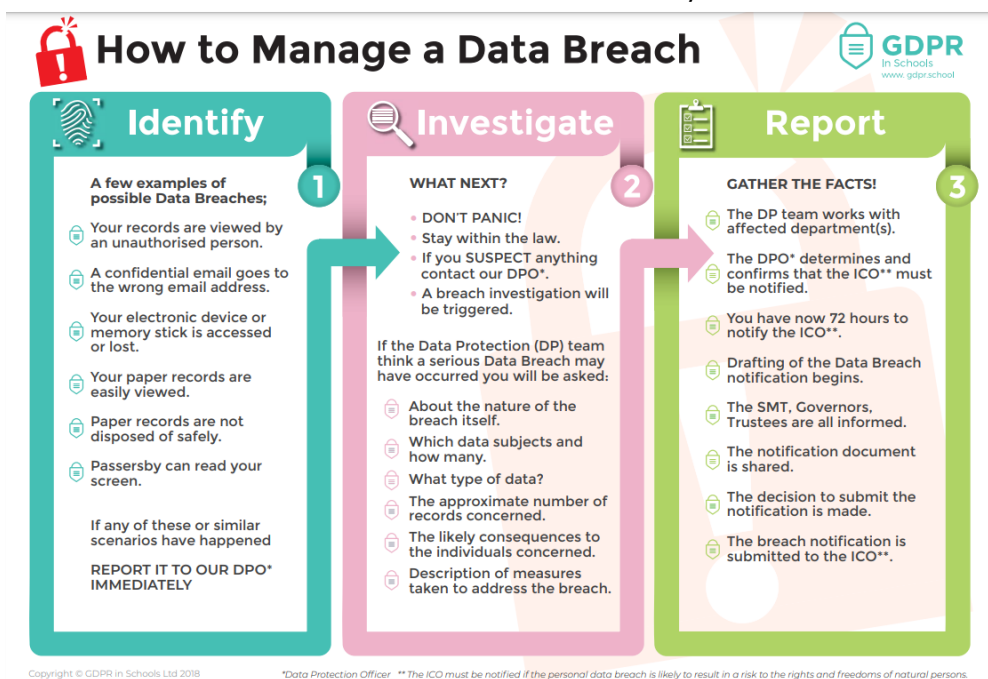 How to Manage a Data Breach
GDPR
In Schools
www.gdpr.school
Identify
1
A few examples of
possible Data Breaches;
Your records are viewed by
an unauthorised person.
A confidential email goes to
the wrong email address.
Your electronic device or
memory stick is accessed
or lost.
Your paper records are
easily viewed.
Paper records are not
disposed of safely.
Passersby can read your
screen.
If any of these or similar
scenarios have happened
REPORT IT TO OUR DPO*
IMMEDIATELY
Investigate
2
WHAT NEXT?
• DON'T PANIC!
• Stay within the law.
• If you SUSPECT anything
contact our DPO*.
• A breach investigation will
be triggered.
If the Data Protection (DP) team
think a serious Data Breach may
have occurred you will be asked:
About the nature of the
breach itself.
Which data subjects and
how many.
What type of data?
The approximate number of
records concerned.
The likely consequences to
the individuals concerned.
Description of measures
taken to address the breach.
Report
3
GATHER THE FACTS!
The DP team works with
affected department(s).
The DPO* determines and
confirms that the ICO** must
be notified.
You have now 72 hours to
notify the ICO**.
Drafting of the Data Breach
notification begins.
The SMT, Governors,
Trustees are all informed.
The notification document
is shared.
The decision to submit the
notification is made.
The breach notification is
submitted to the ICO**.
Copyright © GDPR in Schools Ltd 2018
*Data Protection Officer ** The ICO must be notified if the personal data breach is likely to result in a risk to the rights and freedoms of natural persons.